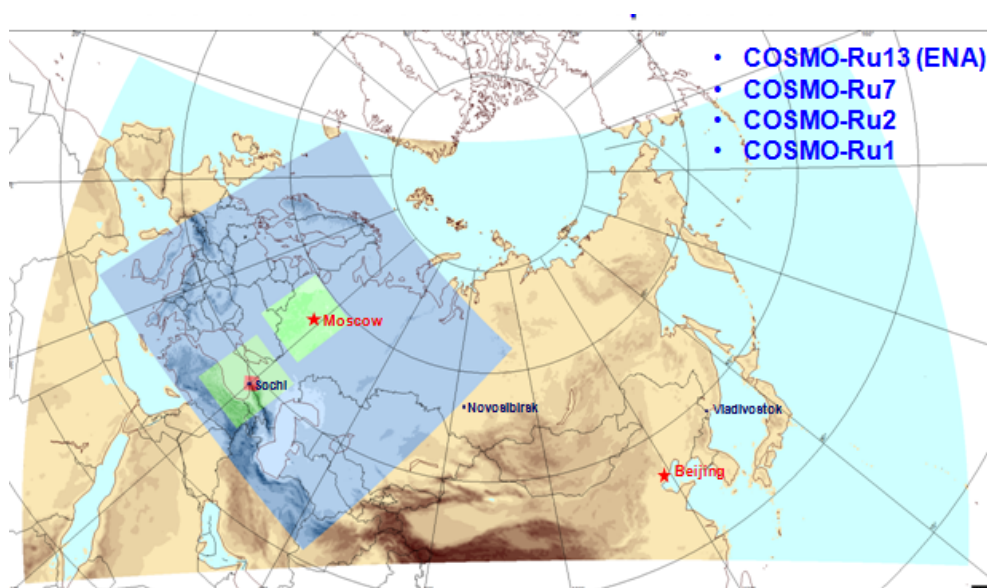 • COSMO-Ru13 (ENA)
• COSMO-Ru7
• COSMO-Ru2
• COSMO-Ru1
Moscow
Sochi
Novosibirsk
Vladivostok
Beijing